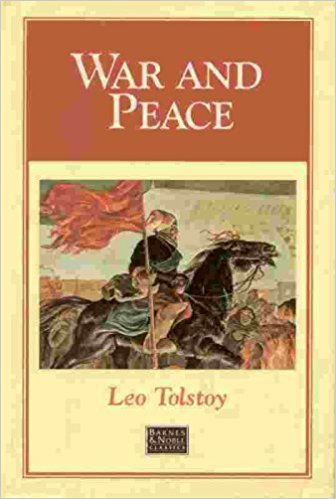 WAR AND
PEACE
Leo Tolstoy
BARNES
& NOBLE
CLASSICS